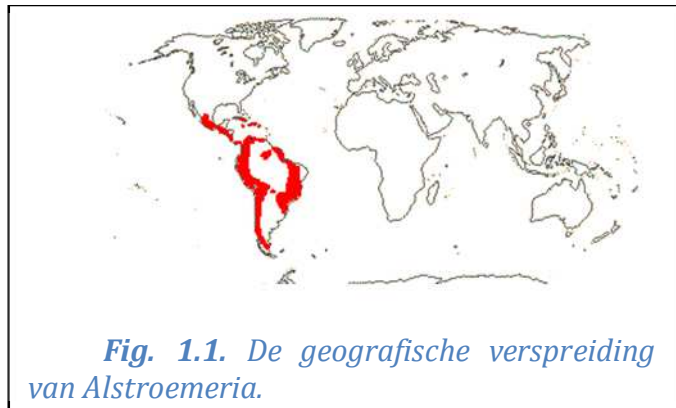 Fig. 1.1. De geografische verspreiding
van Alstroemeria.